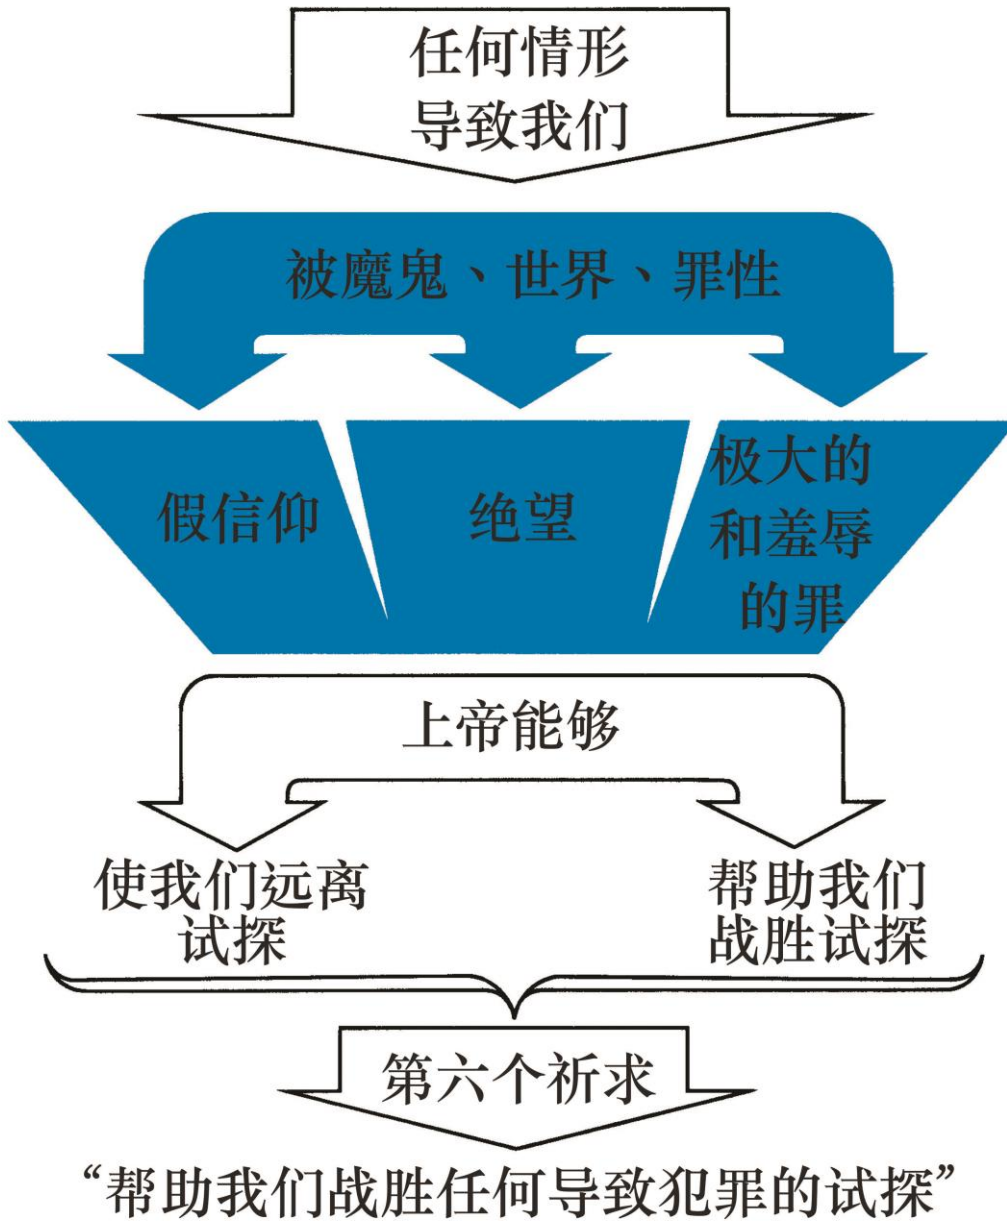 任何情形
导致我们
被魔鬼、世界、罪性
假信仰
绝望
极大的
和羞辱
的罪
上帝能够
使我们远离
试探
帮助我们
战胜试探
第六个祈求
“帮助我们战胜任何导致犯罪的试探”